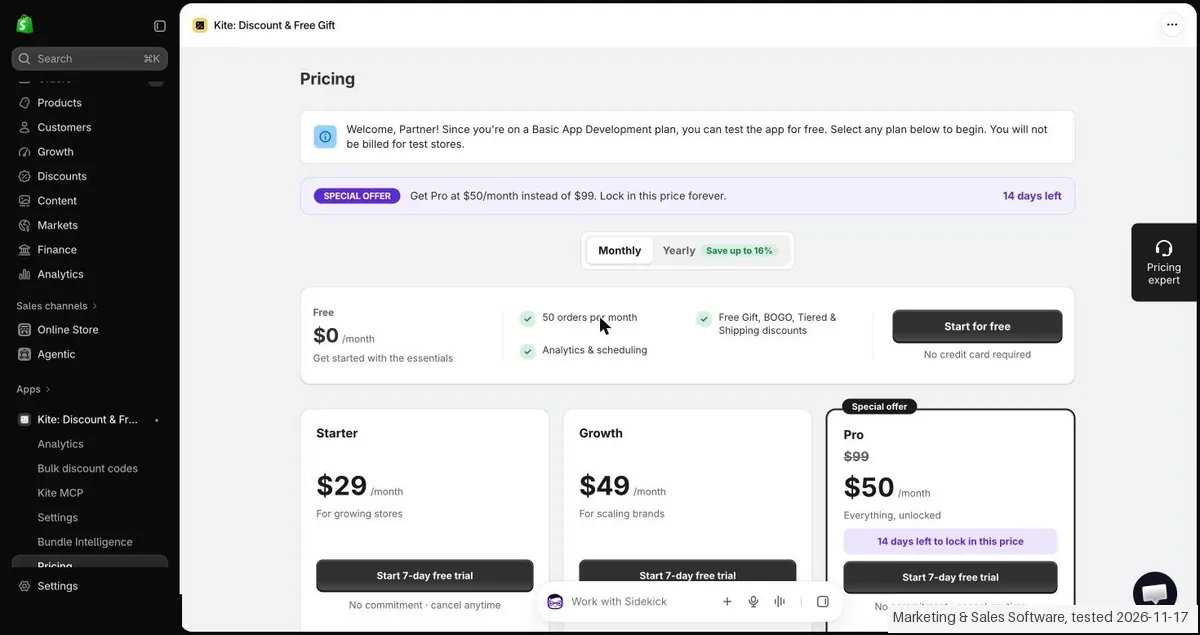 Search
⌘K
Products
Customers
Growth
Discounts
Content
Markets
Finance
Analytics
Sales channels
Online Store
Agentic
Apps
Kite: Discount & Fr...
Analytics
Bulk discount codes
Kite MCP
Settings
Bundle Intelligence
Pricing
Settings
Kite: Discount & Free Gift
Pricing
Welcome, Partner! Since you're on a Basic App Development plan, you can test the app for free. Select any plan below to begin. You will not
be billed for test stores.
SPECIAL OFFER Get Pro at $50/month instead of $99. Lock in this price forever. 14 days left
Monthly Yearly Save up to 16%
Pricing
expert
Free
$0 /month
Get started with the essentials
50 orders per month
Analytics & scheduling
Free Gift, BOGO, Tiered &
Shipping discounts
Start for free
No credit card required
Starter
$29 /month
For growing stores
Start 7-day free trial
No commitment · cancel anytime
Growth
$49 /month
For scaling brands
Start 7-day free trial
Special offer
Pro
$99
$50 /month
Everything, unlocked
14 days left to lock in this price
Start 7-day free trial
Work with Sidekick
Marketing & Sales Software, tested 2026-11-17